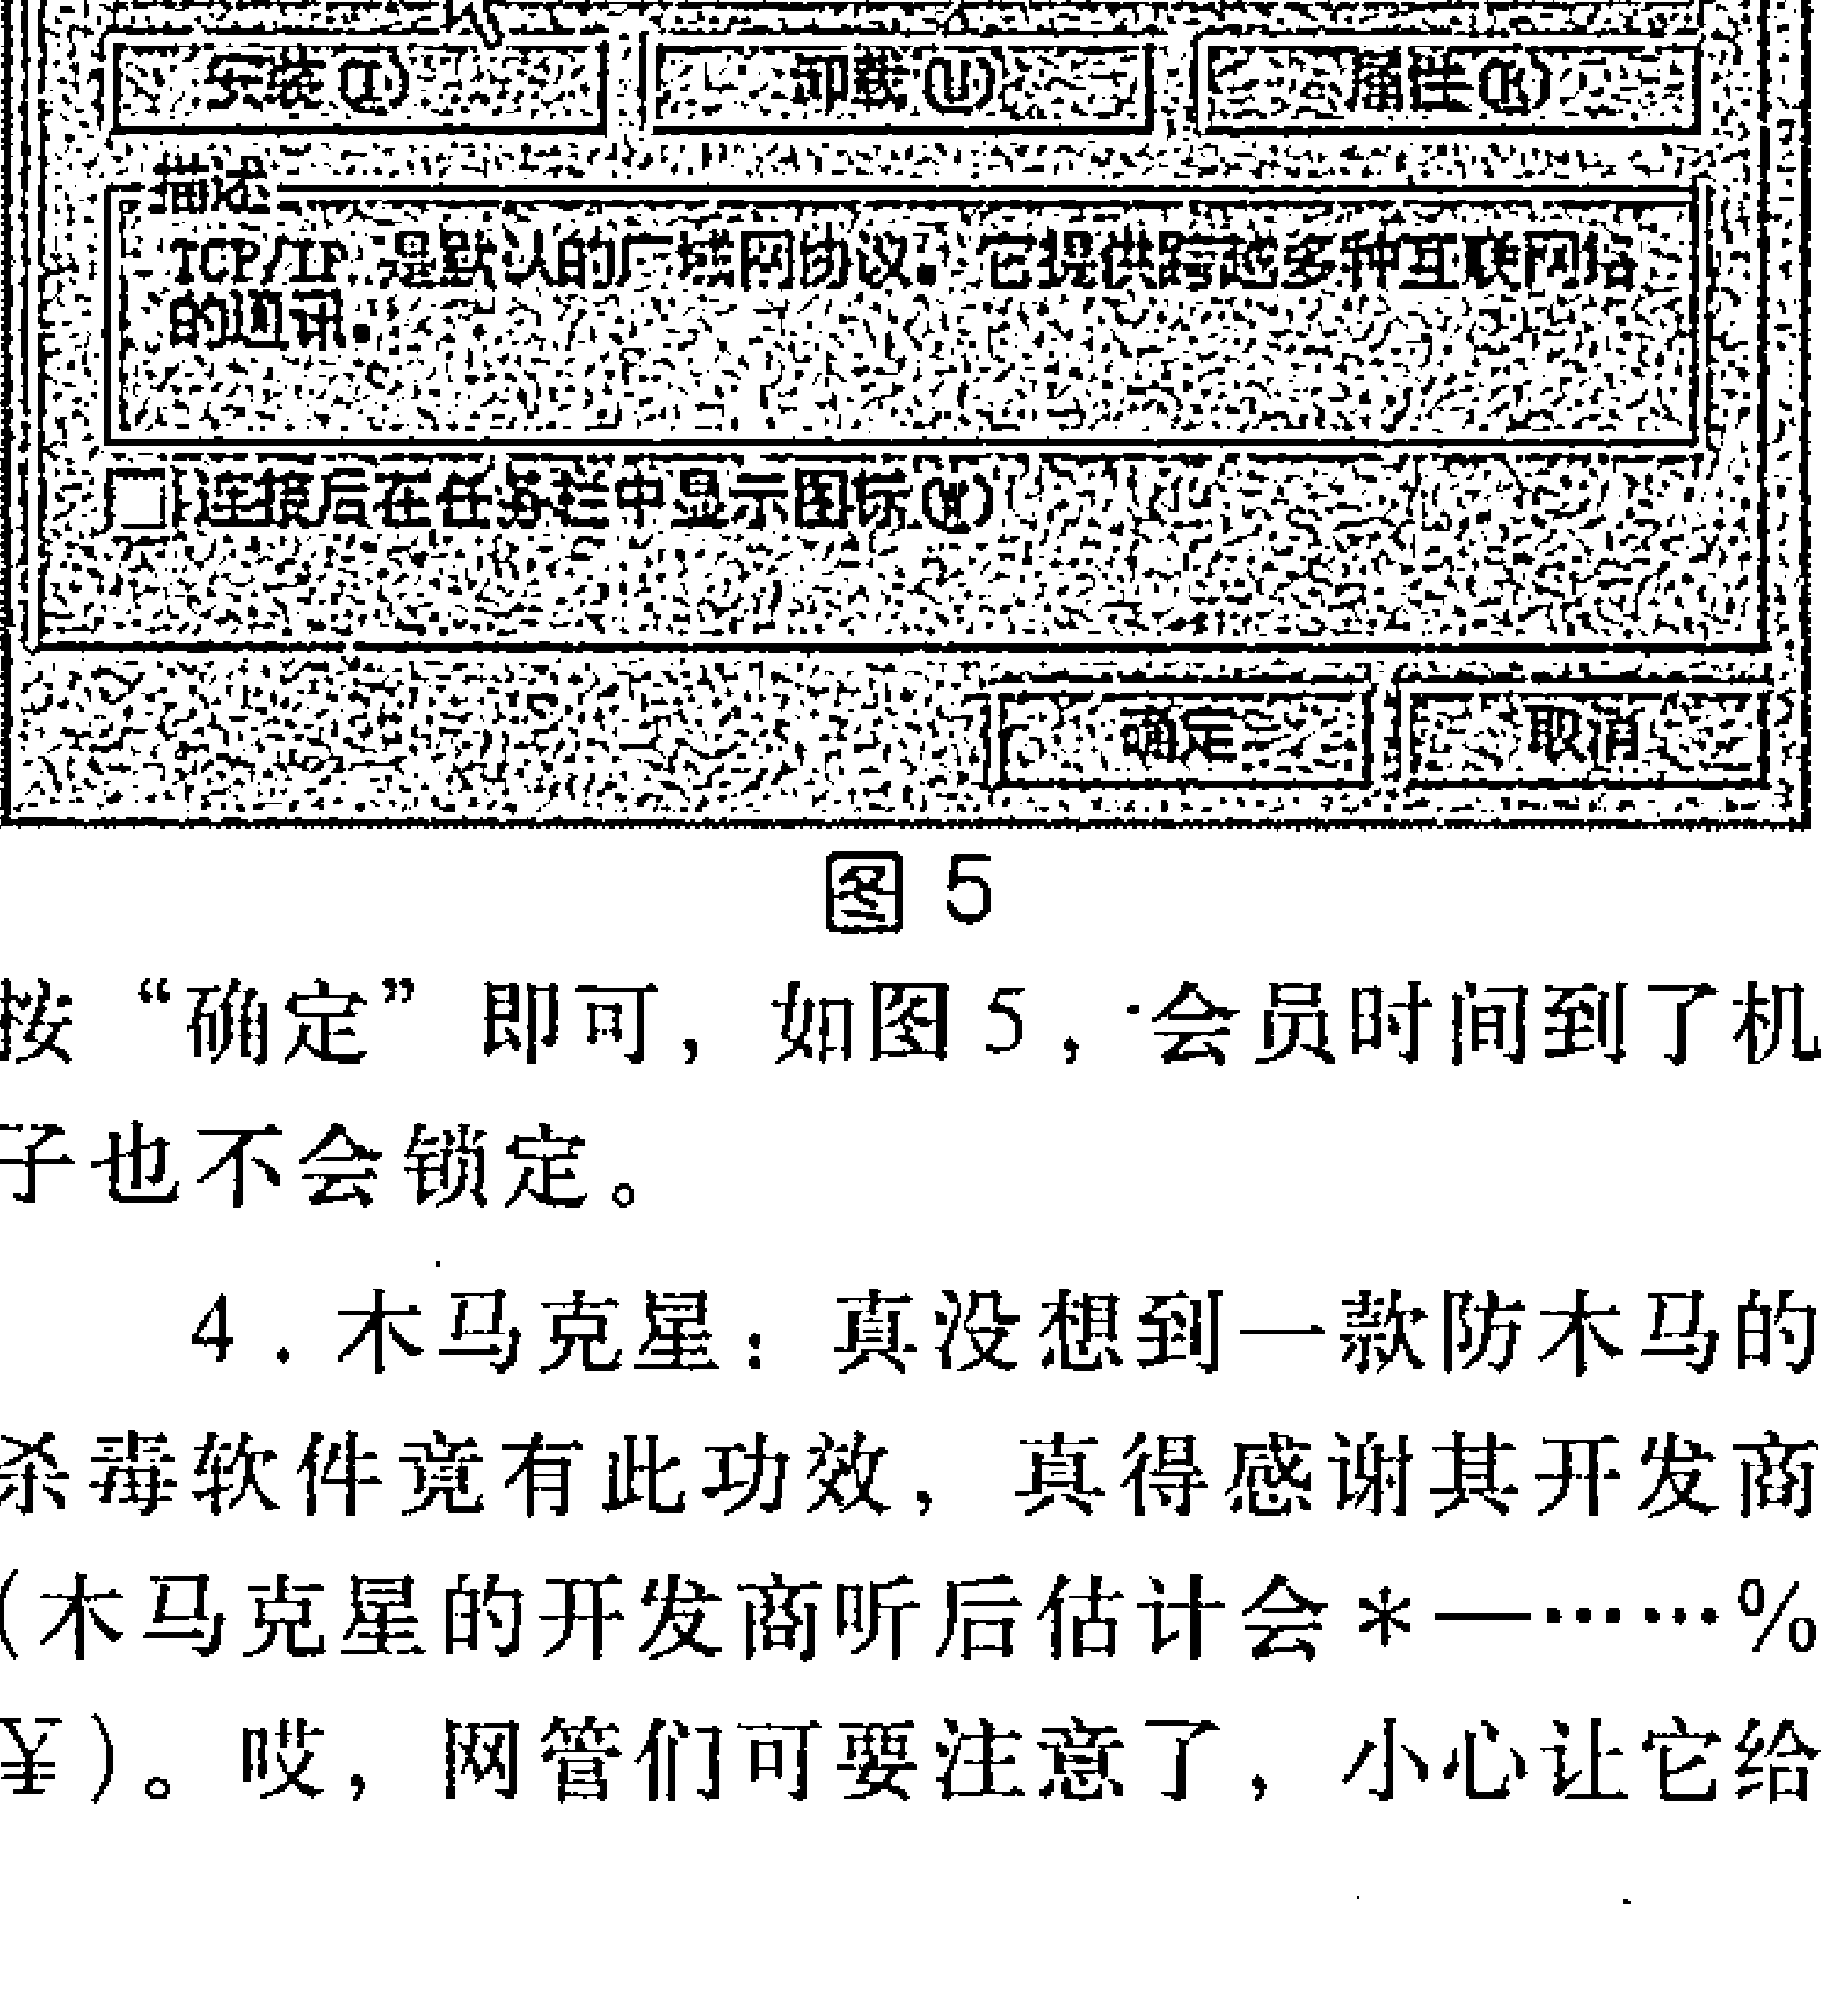 安装(I) 卸载(U) 属性(R)
描述
TCP/IP 是默认的广域网协议。它提供跨越多种互联网络
的通讯。
连接后在任务栏中显示图标(W)
确定 取消
图 5
按“确定”即可，如图 5，会员时间到了机
子也不会锁定。
4．木马克星：真没想到一款防木马的
杀毒软件竟有此功效，真得感谢其开发商
(木马克星的开发商听后估计会＊—……%
¥)。哎，网管们可要注意了，小心让它给